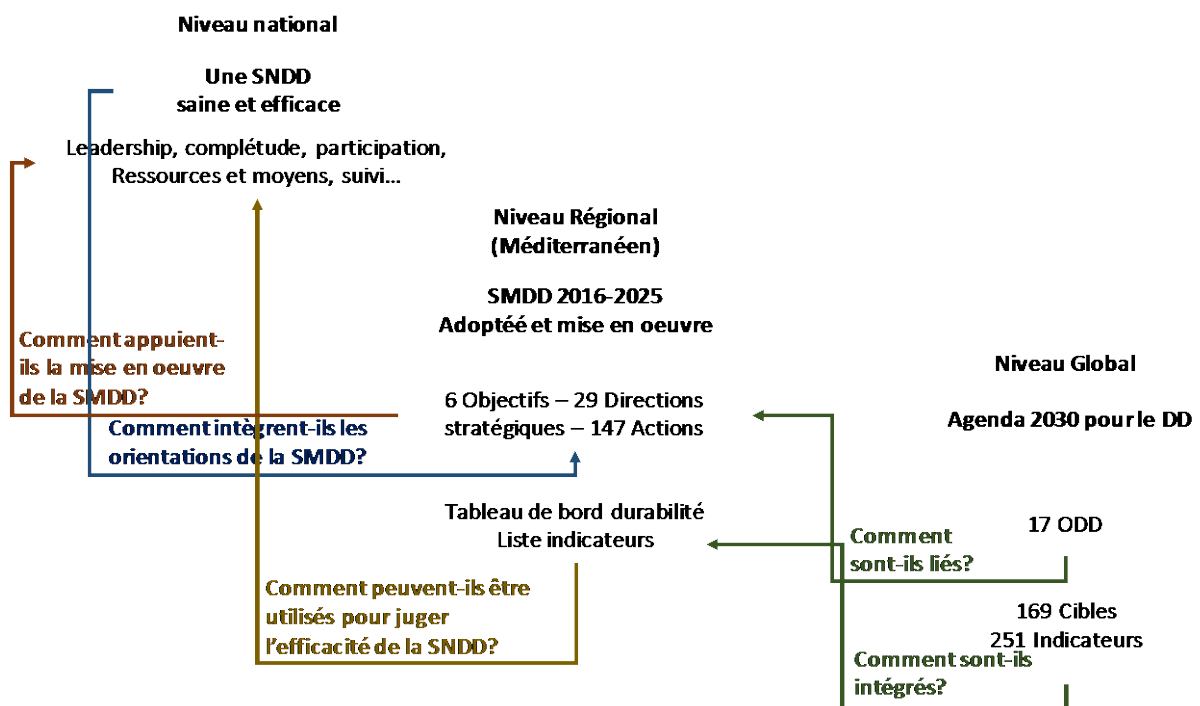 Niveau national
Une SNDD
saine et efficace
Leadership, complétude, participation,
Ressources et moyens, suivi...
Niveau Régional
(Méditerranéen)
SMDD 2016-2025
Adoptéé et mise en oeuvre
Comment appuient-
ils la mise en oeuvre
de la SMDD?
Niveau Global
6 Objectifs – 29 Directions
stratégiques – 147 Actions
Agenda 2030 pour le DD
Comment intègrent-ils les
orientations de la SMDD?
Tableau de bord durabilité
Liste indicateurs
17 ODD
Comment
sont-ils liés?
Comment peuvent-ils être
utilisés pour juger
l'efficacité de la SNDD?
169 Cibles
251 Indicateurs
Comment sont-ils
intégrés?